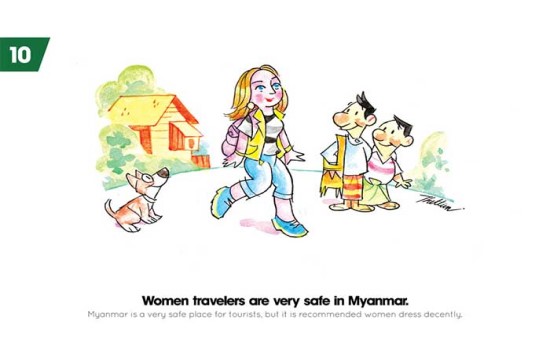 10
Women travelers are very safe in Myanmar.
Myanmar is a very safe place for tourists, but it is recommended women dress decently.